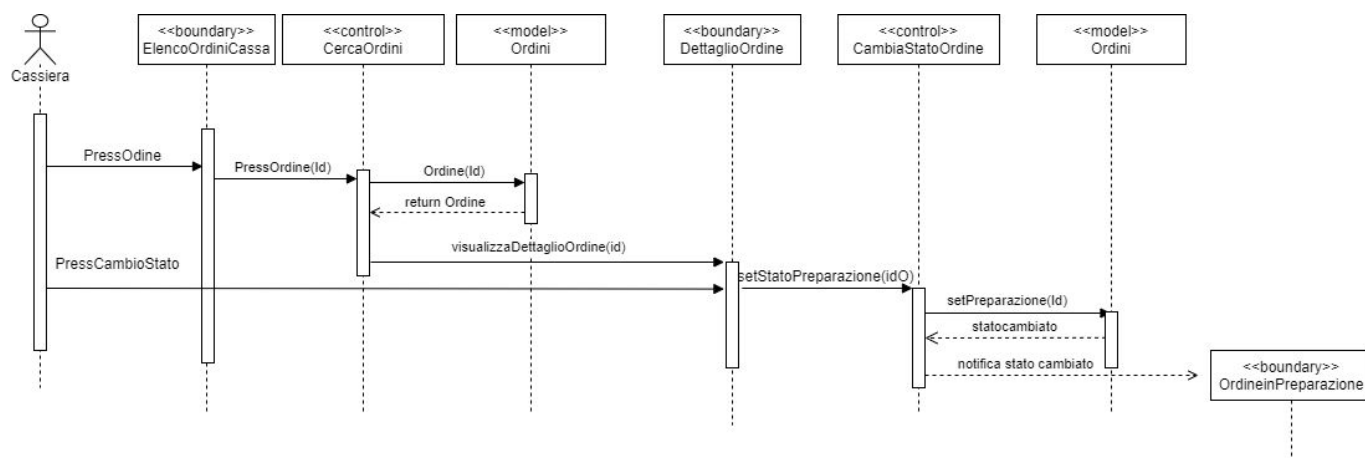 <<boundary>>
ElencoOrdiniCassa
<<control>>
CercaOrdini
<<model>>
Ordini
<<boundary>>
DettaglioOrdine
<<control>>
CambiaStatoOrdine
<<model>>
Ordini
Cassiera
PressOdine
PressOrdine(Id)
Ordine(Id)
return Ordine
visualizzaDettaglioOrdine(id)
PressCambioStato
setStatoPreparazione(idO)
setPreparazione(Id)
statocambiato
notifica stato cambiato
<<boundary>>
OrdineinPreparazione